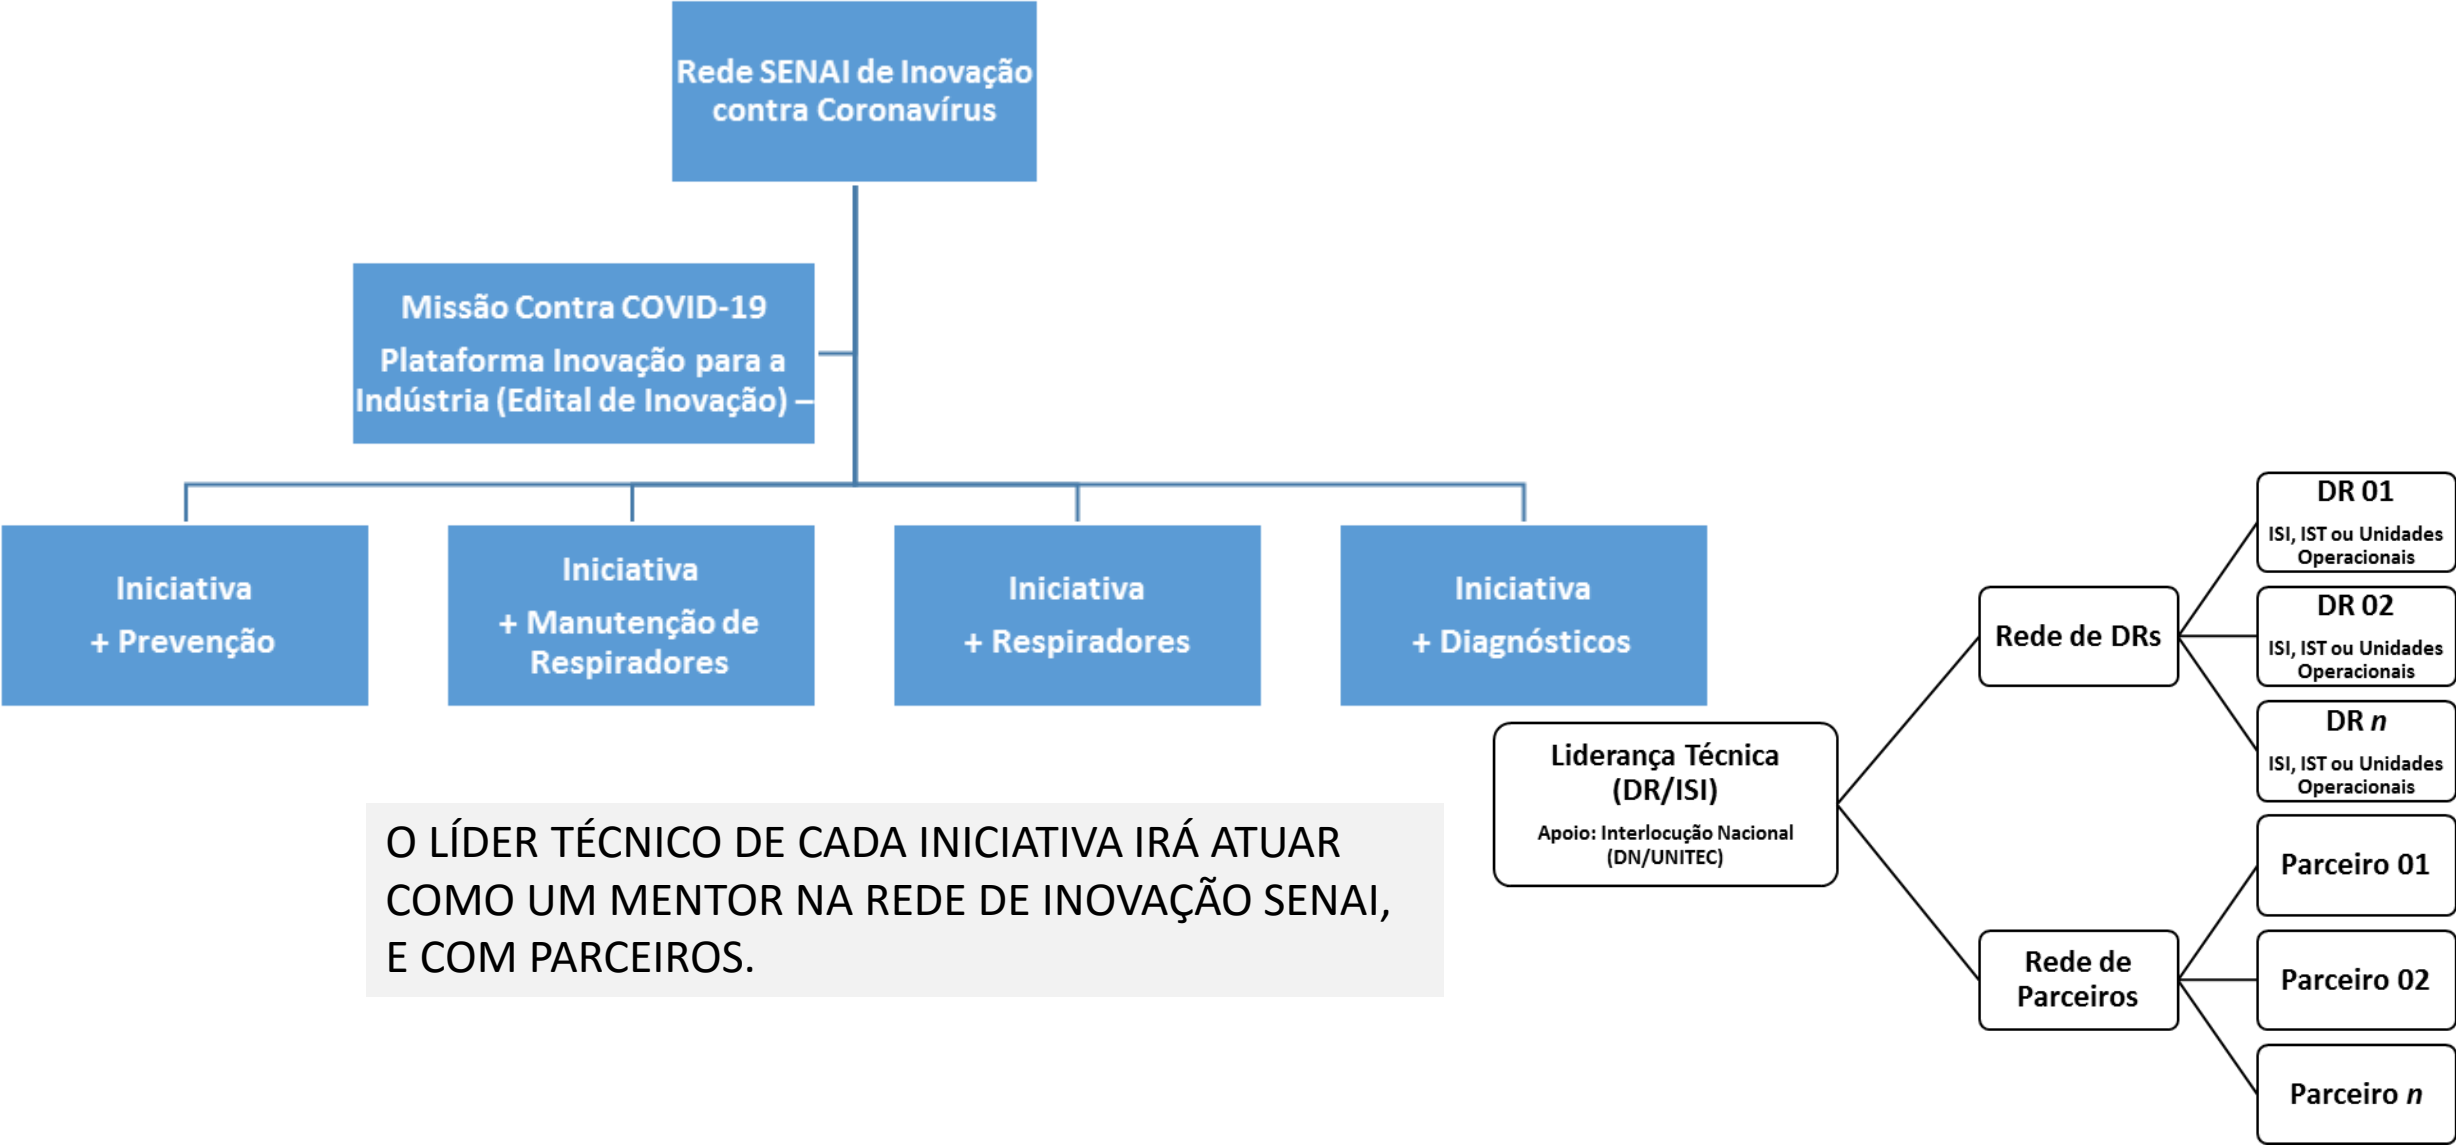 Rede SENAI de Inovação
contra Coronavírus
Missão Contra COVID-19
Plataforma Inovação para a
Indústria (Edital de Inovação) –
Iniciativa
+ Prevenção
Iniciativa
+ Manutenção de
Respiradores
Iniciativa
+ Respiradores
Iniciativa
+ Diagnósticos
O LÍDER TÉCNICO DE CADA INICIATIVA IRÁ ATUAR
COMO UM MENTOR NA REDE DE INOVAÇÃO SENAI,
E COM PARCEIROS.
Liderança Técnica
(DR/ISI)
Apoio: Interlocução Nacional
(DN/UNITEC)
Rede de DRs
DR 01
ISI, IST ou Unidades
Operacionais
DR 02
ISI, IST ou Unidades
Operacionais
DR n
ISI, IST ou Unidades
Operacionais
Rede de
Parceiros
Parceiro 01
Parceiro 02
Parceiro n